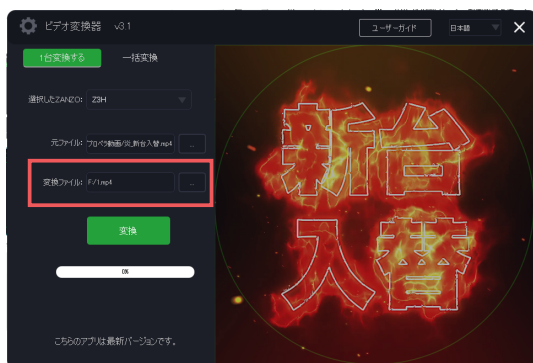 ビデオ変換器 v3.1
ユーザーガイド
日本語
1台変換する
一括変換
選択したZANZO: Z3H
元ファイル: プロペラ動画/炎_新台入替.mp4 ...
変換ファイル: F:/1.mp4 ...
変換
0%
こちらのアプリは最新バージョンです。
新台
入替